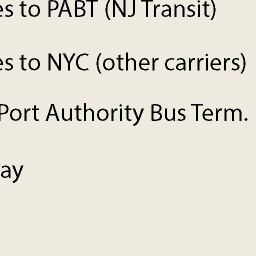 es to PABT (NJ Transit)
es to NYC (other carriers)
Port Authority Bus Term.
ay